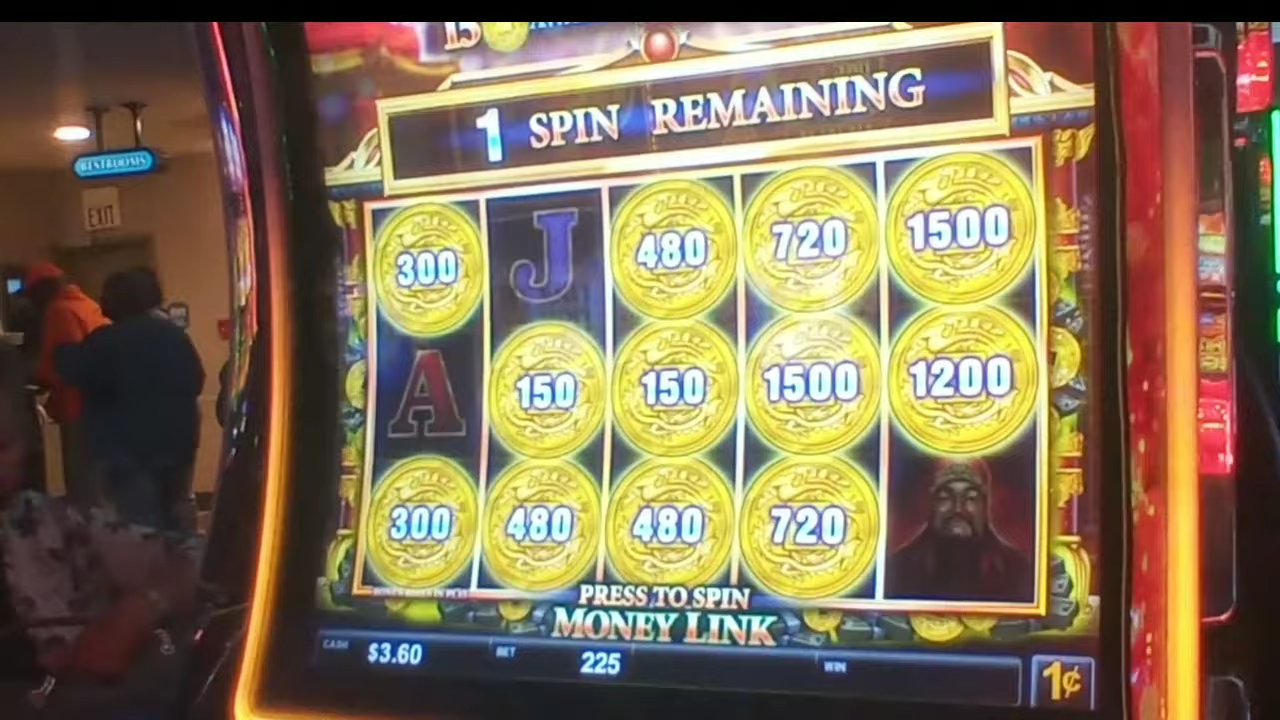 15
RESTROOMS
EXIT
1 SPIN REMAINING
300 J 480 720 1500
A 150 150 1500 1200
300 480 480 720
PRESS TO SPIN
MONEY LINK
CASH $3.60 BET 225 WIN 1¢